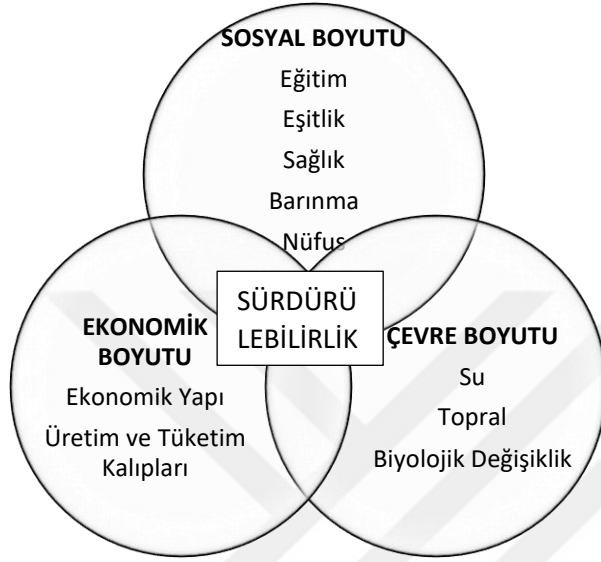 SOSYAL BOYUTU
Eğitim
Eşitlik
Sağlık
Barınma
Nüfus
SÜRDÜRÜ
LEBİLİRLİK
EKONOMİK
BOYUTU
Ekonomik Yapı
Üretim ve Tüketim
Kalıpları
ÇEVRE BOYUTU
Su
Topral
Biyolojik Değişiklik